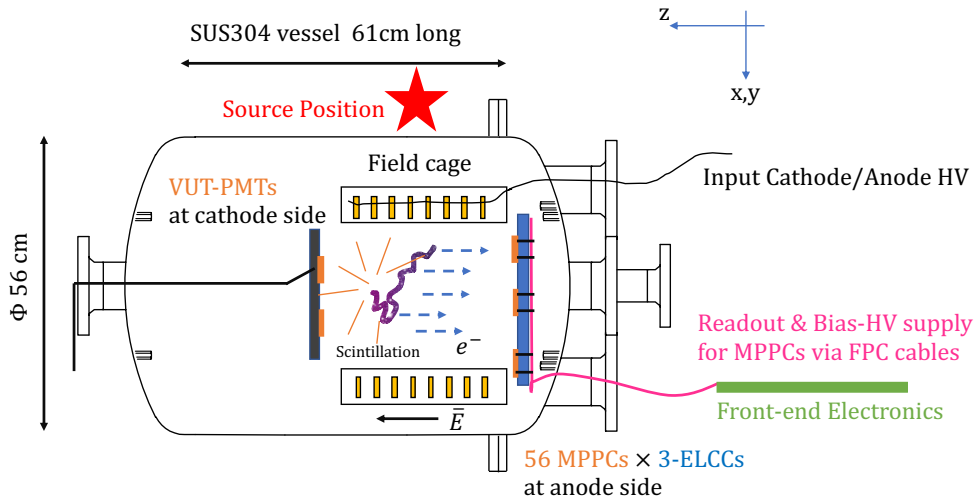 SUS304 vessel 61cm long
z
x,y
Source Position
Field cage
Input Cathode/Anode HV
VUT-PMTs
at cathode side
Φ 56 cm
Scintillation
e⁻
Readout & Bias-HV supply
for MPPCs via FPC cables
Front-end Electronics
E̅
56 MPPCs × 3-ELCCs
at anode side